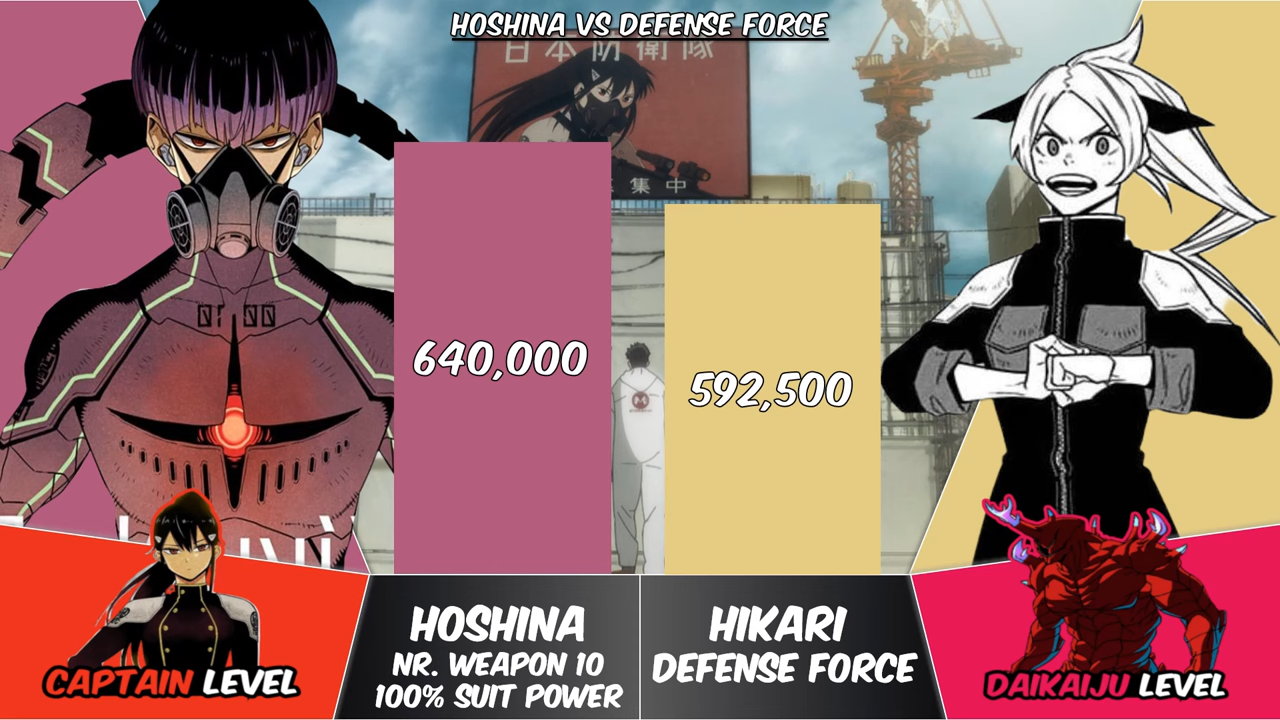 HOSHINA VS DEFENSE FORCE
日本防衛隊
集中
640,000
592,500
HOSHINA
NR. WEAPON 10
100% SUIT POWER
HIKARI
DEFENSE FORCE
CAPTAIN LEVEL
DAIKAIJU LEVEL